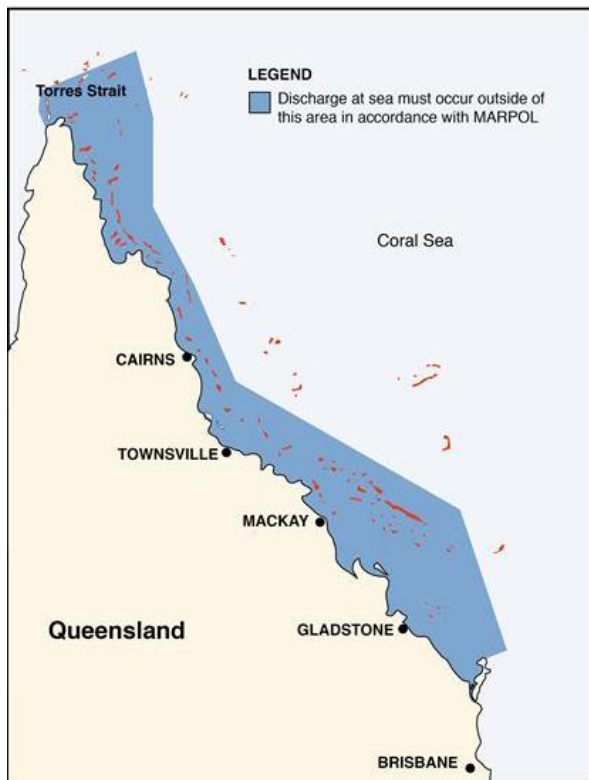 Torres Strait
LEGEND
Discharge at sea must occur outside of
this area in accordance with MARPOL
Coral Sea
CAIRNS
TOWNSVILLE
MACKAY
Queensland
GLADSTONE
BRISBANE